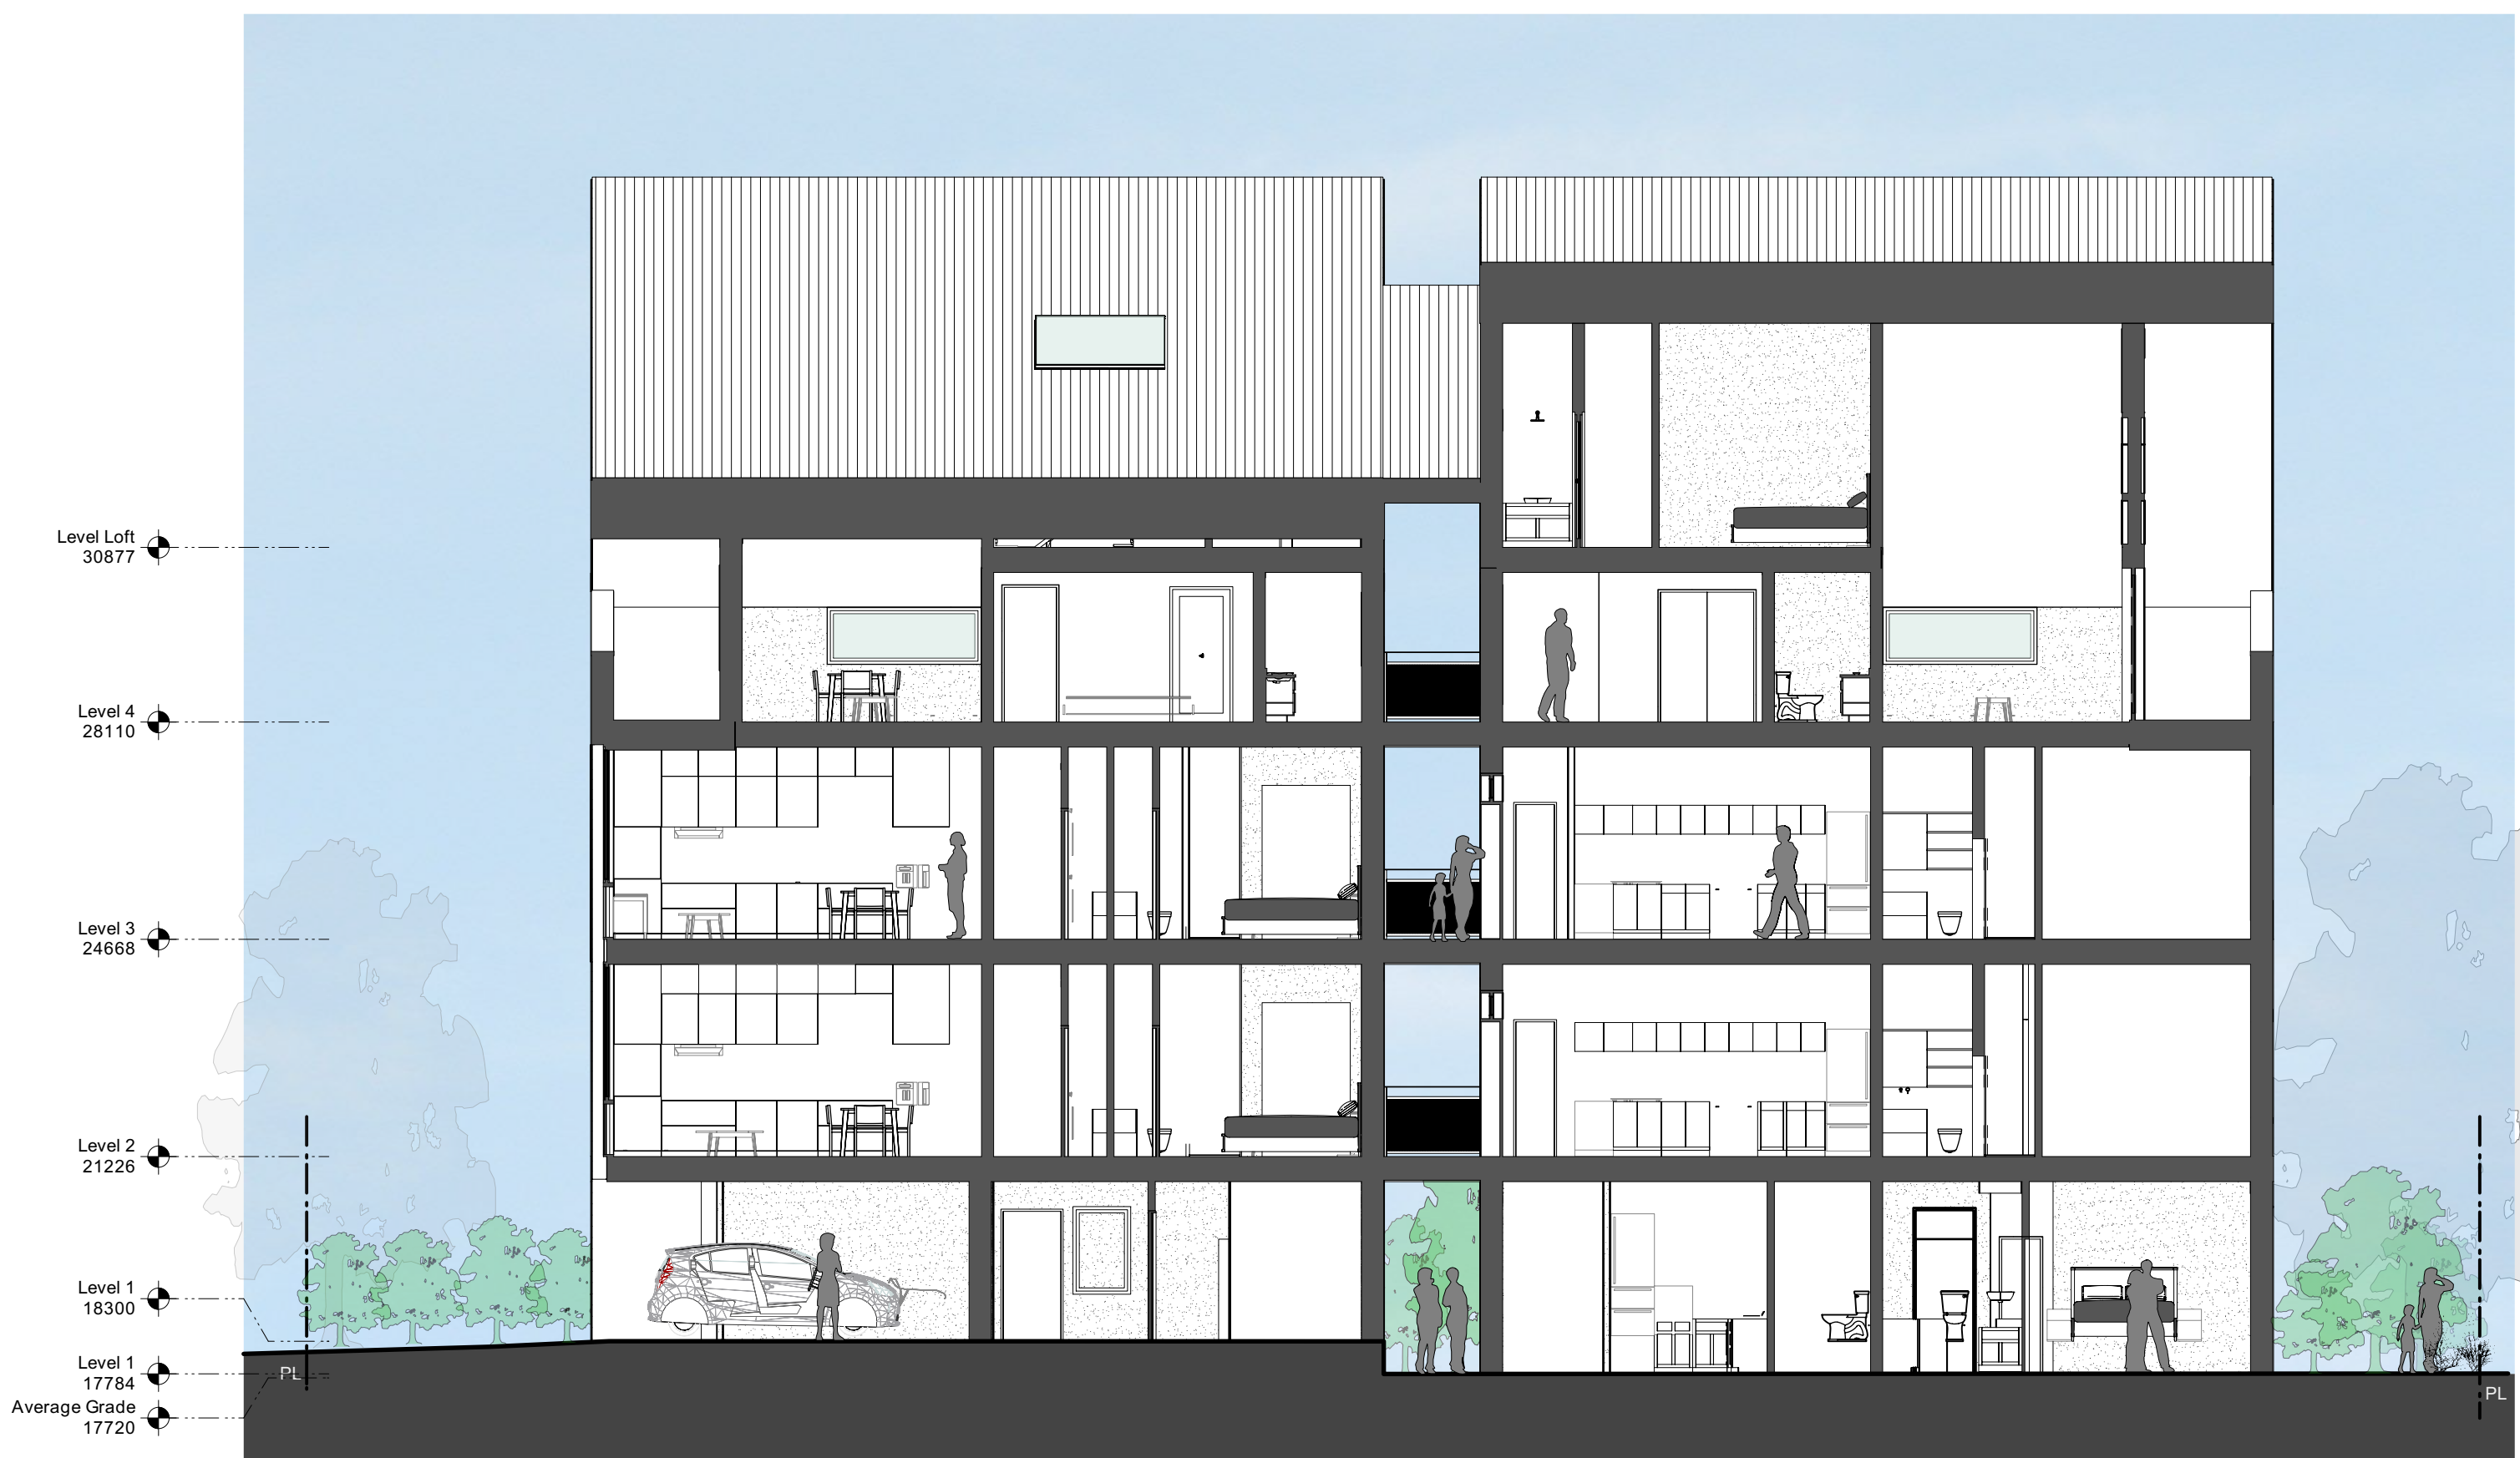 Level Loft
30877
Level 4
28110
Level 3
24668
Level 2
21226
Level 1
18300
Level 1
17784
PL
PL
Average Grade
17720